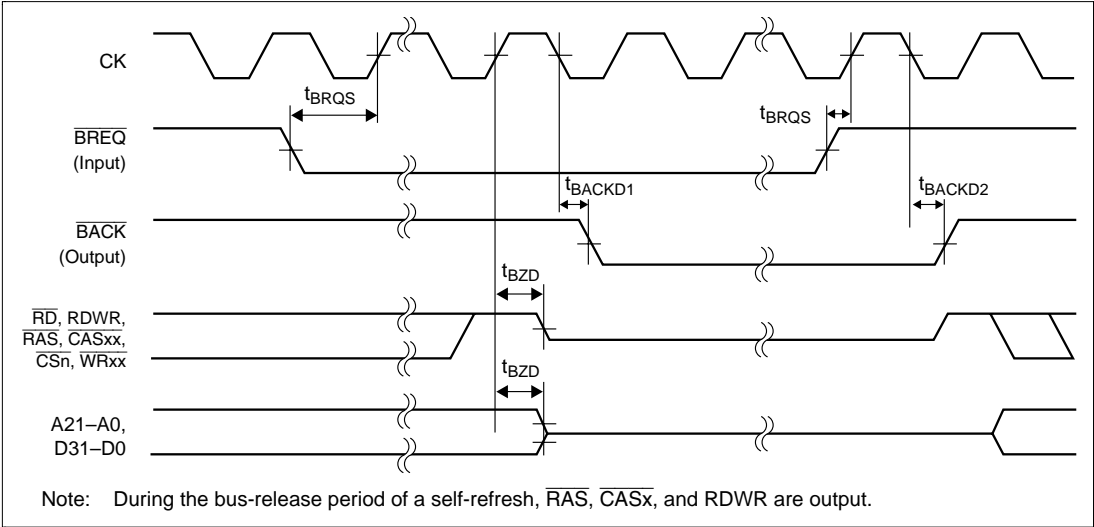 CK
tBRQS
tBRQS
BREQ
(Input)
tBACKD1
tBACKD2
BACK
(Output)
tBZD
RD, RDWR,
RAS, CASxx,
CSn, WRxx
tBZD
A21–A0,
D31–D0
Note: During the bus-release period of a self-refresh, RAS, CASx, and RDWR are output.